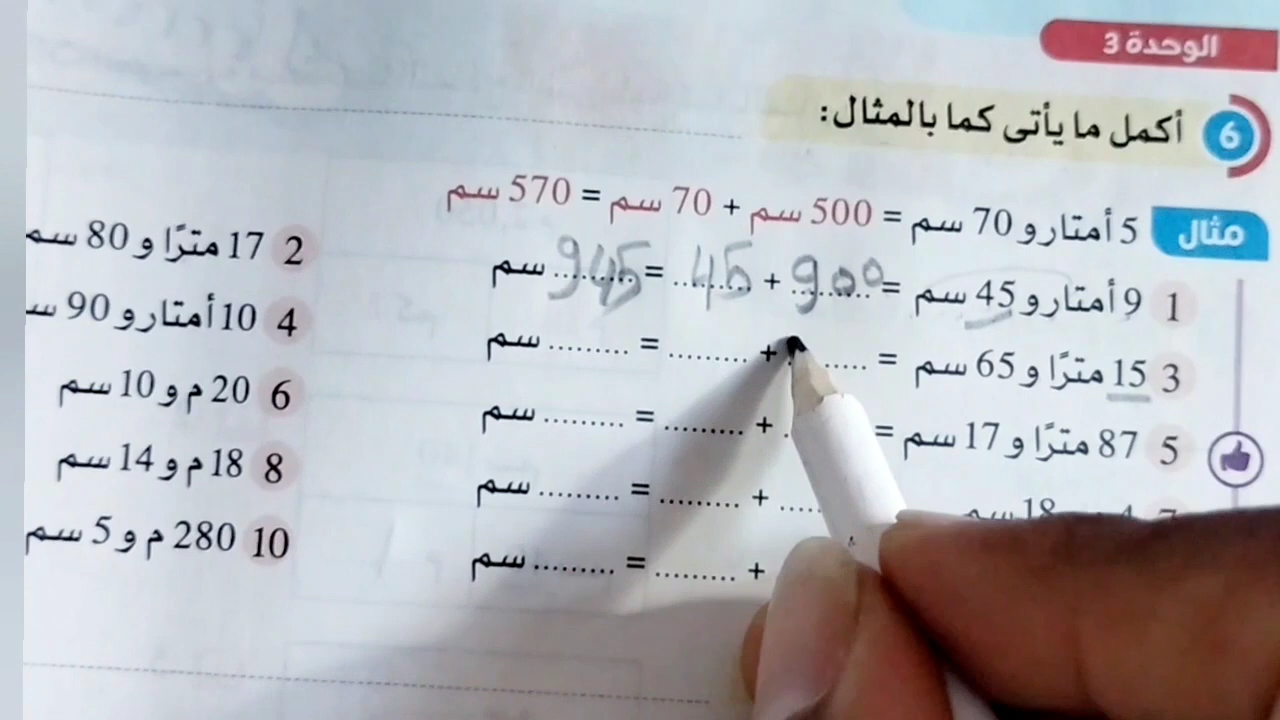 الوحدة 3
6 أكمل ما يأتى كما بالمثال:
مثال 5 أمتار و 70 سم = 500 سم + 70 سم = 570 سم
1 9 أمتار و 45 سم = 900 + 45 = 945 سم
2 17 مترًا و 80 سم
3 15 مترًا و 65 سم = ......... + ......... = ......... سم
4 10 أمتار و 90 س
5 87 مترًا و 17 سم = ......... + ......... = ......... سم
6 20 م و 10 سم
18 سم ......... + ......... = ......... سم
8 18 م و 14 سم
+ ......... = ......... سم
10 280 م و 5 سم